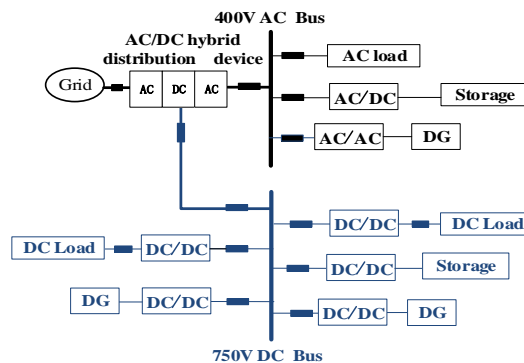 400V AC Bus
AC/DC hybrid
distribution device
Grid
AC DC AC
AC load
AC/DC Storage
AC/AC DG
DC/DC DC Load
DC Load DC/DC
DC/DC Storage
DG DC/DC
DC/DC DG
750V DC Bus